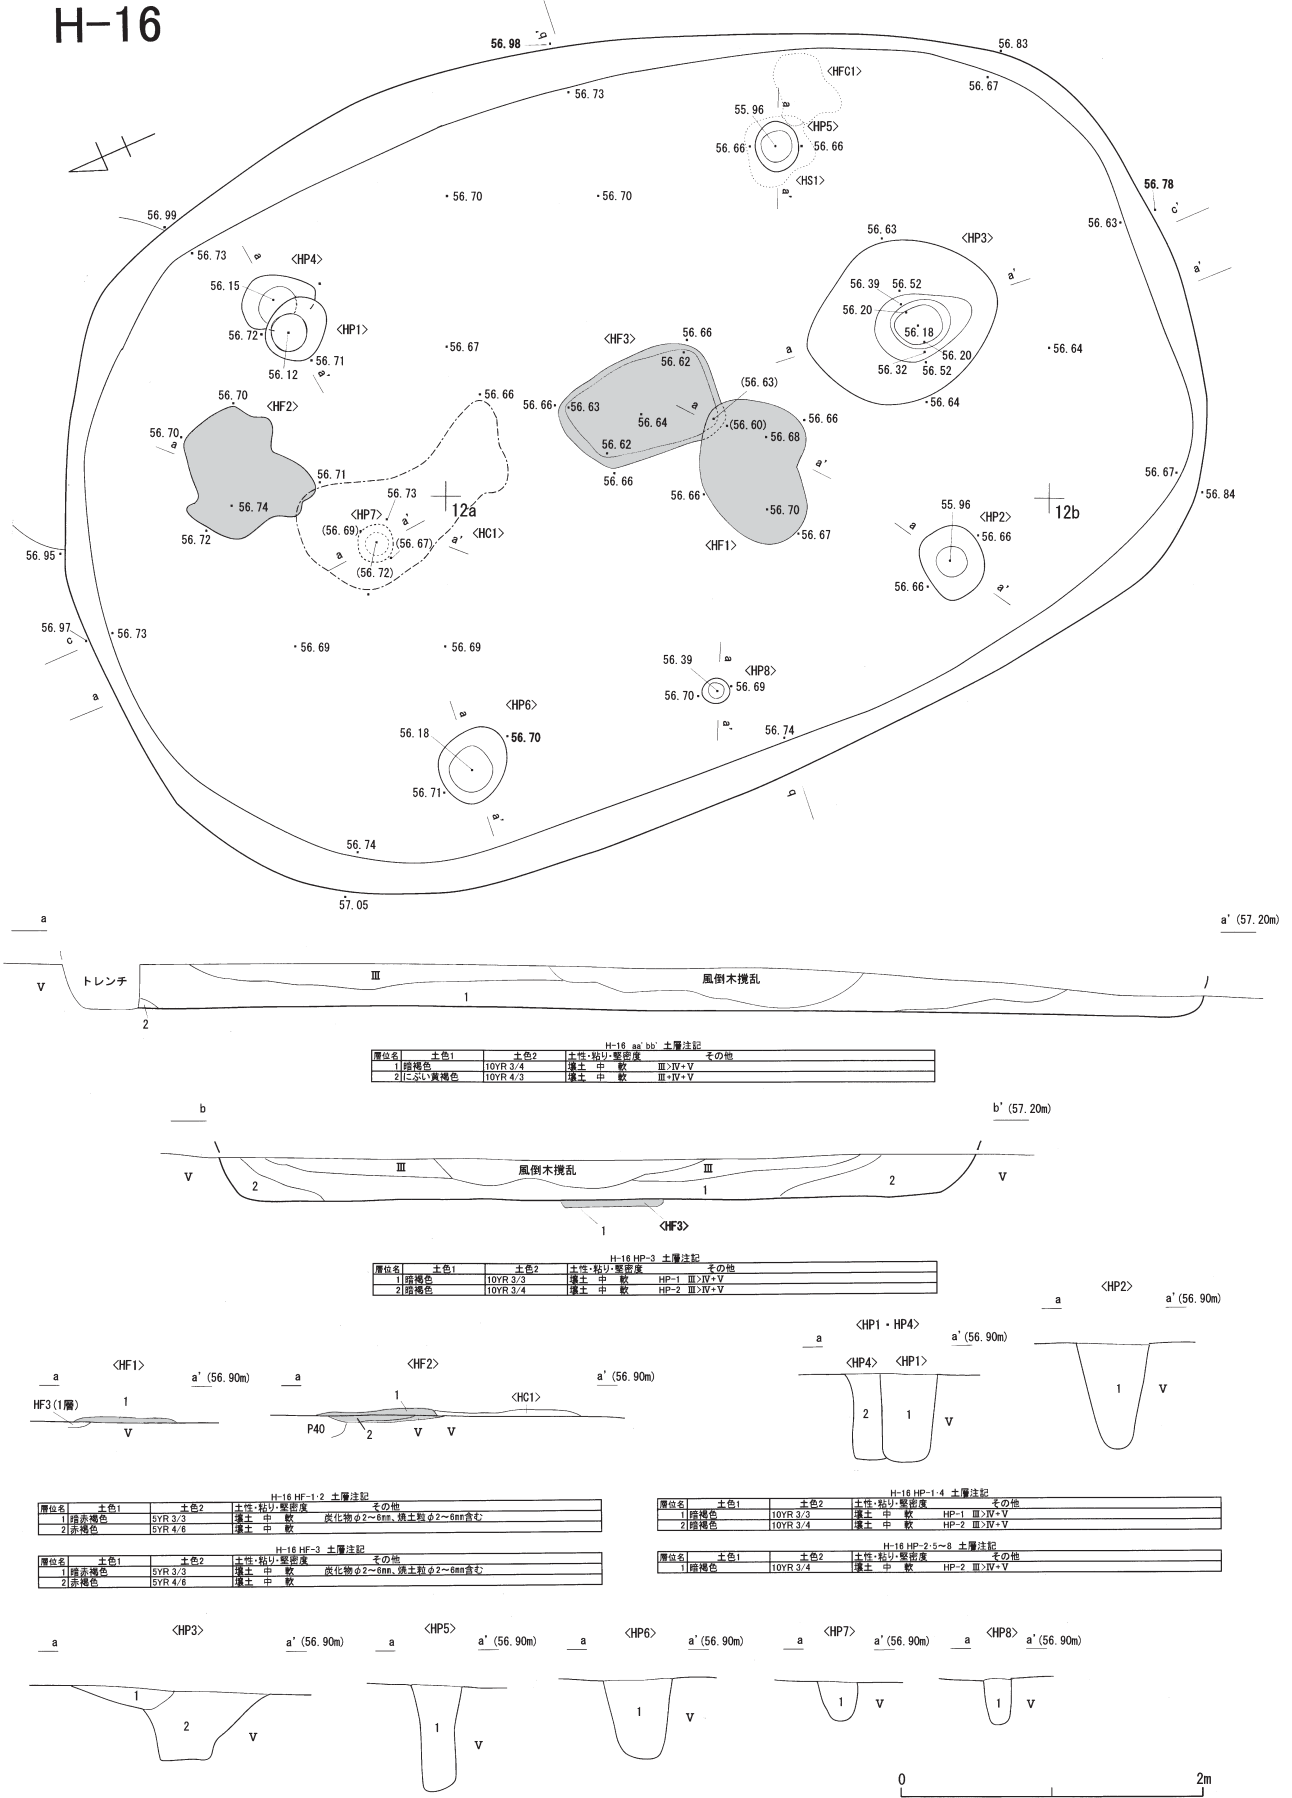 H-16
b'
56.98
56.83
<HFC1>
56.73
56.67
a
55.96
<HP5>
56.66
56.66
<HS1>
a'
56.70
56.70
56.78
c'
56.99
56.63
56.63
<HP3>
56.73
a
<HP4>
a'
a'
56.15
56.39
56.52
56.20
56.72
<HP1>
56.18
56.66
<HF3>
56.71
56.67
56.62
a
56.20
56.64
56.12
a'
56.32
56.52
56.70
<HF2>
56.66
56.66
56.63
a
(56.63)
56.64
56.64
56.66
56.70
a
(56.60)
56.68
56.62
56.71
56.66
a'
56.67
56.74
56.73
12a
56.66
56.70
56.84
12b
<HP7>
a'
55.96
<HP2>
56.72
(56.69)
<HC1>
a
56.66
(56.67)
a'
<HF1>
56.67
56.95
a
(56.72)
56.66
a'
56.97
c
56.73
56.69
56.69
56.39
a
<HP8>
56.69
56.70
a
a
<HP6>
a'
56.74
56.18
56.70
56.71
b
a'
56.74
57.05
a
a' (57.20m)
V
トレンチ
Ⅲ
風倒木撹乱
1
2
H-16 aa' bb' 土層注記
層位名 土色1 土色2 土性・粘り・堅密度 その他
1 暗褐色 10YR 3/4 壤土 中 軟 Ⅲ>Ⅳ+Ⅴ
2 にぶい黄褐色 10YR 4/3 壤土 中 軟 Ⅲ+Ⅳ+Ⅴ
b
b' (57.20m)
V
Ⅲ
風倒木撹乱
Ⅲ
V
2
1
2
1
<HF3>
H-16 HP-3 土層注記
層位名 土色1 土色2 土性・粘り・堅密度 その他
1 暗褐色 10YR 3/3 壤土 中 軟 HP-1 Ⅲ>Ⅳ+Ⅴ
2 暗褐色 10YR 3/4 壤土 中 軟 HP-2 Ⅲ>Ⅳ+Ⅴ
<HP2>
a
a' (56.90m)
1
V
<HP1・HP4>
a
a' (56.90m)
<HP4>
<HP1>
2
1
V
<HF1>
a
a' (56.90m)
HF3(1層)
1
V
<HF2>
a
a' (56.90m)
1
<HC1>
P40
2
V
V
H-16 HF-1・2 土層注記
層位名 土色1 土色2 土性・粘り・堅密度 その他
1 暗赤褐色 5YR 3/3 壤土 中 軟 炭化物φ2～6mm、焼土粒φ2～6mm含む
2 赤褐色 5YR 4/6 壤土 中 軟
H-16 HF-3 土層注記
層位名 土色1 土色2 土性・粘り・堅密度 その他
1 暗赤褐色 5YR 3/3 壤土 中 軟 炭化物φ2～6mm、焼土粒φ2～6mm含む
2 赤褐色 5YR 4/6 壤土 中 軟
H-16 HP-1・4 土層注記
層位名 土色1 土色2 土性・粘り・堅密度 その他
1 暗褐色 10YR 3/3 壤土 中 軟 HP-1 Ⅲ>Ⅳ+Ⅴ
2 暗褐色 10YR 3/4 壤土 中 軟 HP-2 Ⅲ>Ⅳ+Ⅴ
H-16 HP-2・5～8 土層注記
層位名 土色1 土色2 土性・粘り・堅密度 その他
1 暗褐色 10YR 3/4 壤土 中 軟 HP-2 Ⅲ>Ⅳ+Ⅴ
<HP3>
a
a' (56.90m)
1
2
V
<HP5>
a
a' (56.90m)
1
V
<HP6>
a
a' (56.90m)
1
V
<HP7>
a
a' (56.90m)
1
V
<HP8>
a
a' (56.90m)
1
V
0
2m